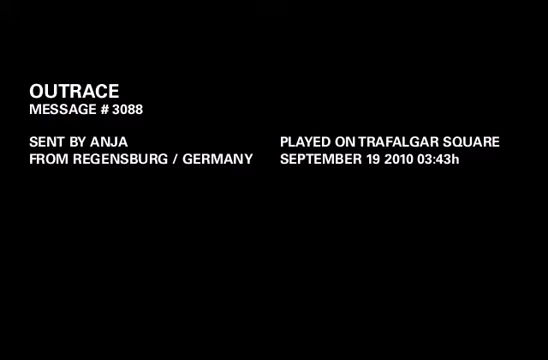 OUTRACE
MESSAGE # 3088
SENT BY ANJA
FROM REGENSBURG / GERMANY
PLAYED ON TRAFALGAR SQUARE
SEPTEMBER 19 2010 03:43h